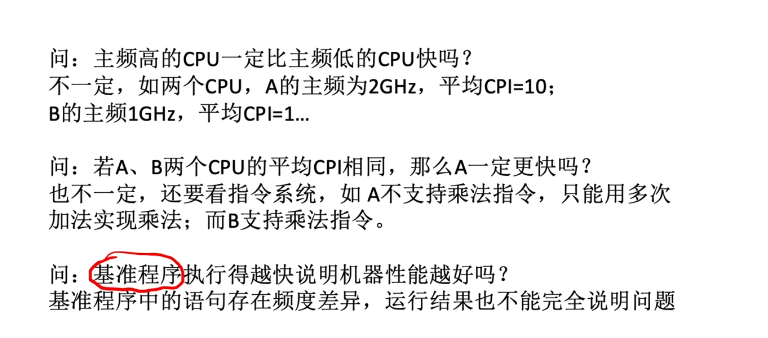 问：主频高的CPU一定比主频低的CPU快吗？
不一定，如两个CPU，A的主频为2GHz，平均CPI=10；
B的主频1GHz，平均CPI=1…
问：若A、B两个CPU的平均CPI相同，那么A一定更快吗？
也不一定，还要看指令系统，如 A不支持乘法指令，只能用多次
加法实现乘法；而B支持乘法指令。
问：基准程序执行得越快说明机器性能越好吗？
基准程序中的语句存在频度差异，运行结果也不能完全说明问题